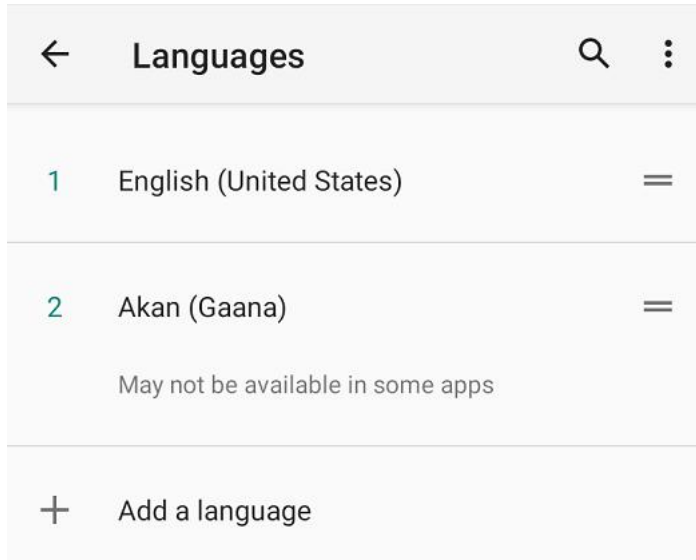 Languages
1 English (United States)
2 Akan (Gaana)
May not be available in some apps
Add a language